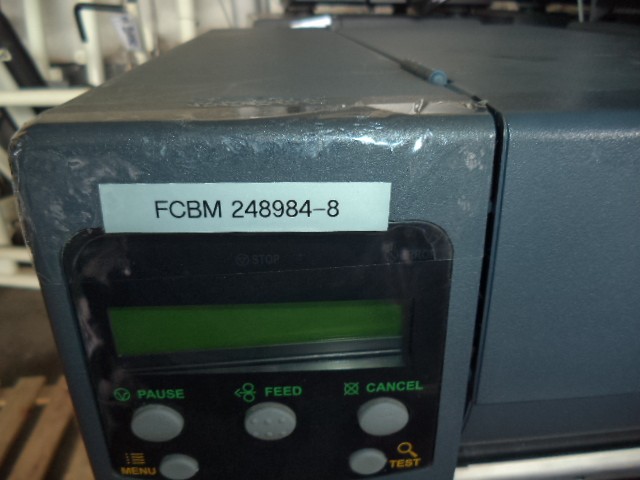 FCBM 248984-8
STOP
PAUSE
FEED
CANCEL
MENU
TEST